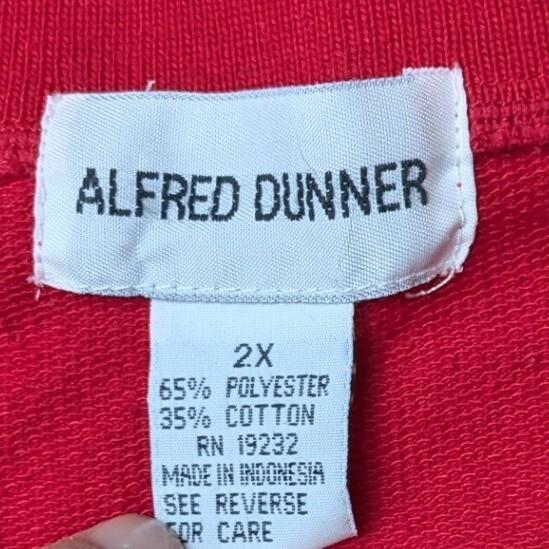 ALFRED DUNNER
2X
65% POLYESTER
35% COTTON
RN 19232
MADE IN INDONESIA
SEE REVERSE
FOR CARE